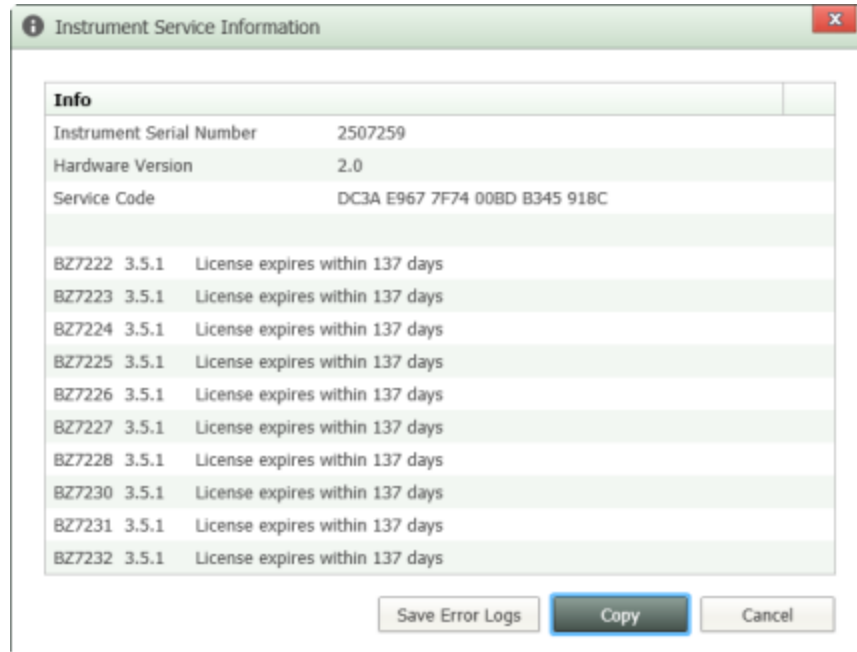 Instrument Service Information
Info
Instrument Serial Number 2507259
Hardware Version 2.0
Service Code DC3A E967 7F74 00BD B345 918C
BZ7222 3.5.1 License expires within 137 days
BZ7223 3.5.1 License expires within 137 days
BZ7224 3.5.1 License expires within 137 days
BZ7225 3.5.1 License expires within 137 days
BZ7226 3.5.1 License expires within 137 days
BZ7227 3.5.1 License expires within 137 days
BZ7228 3.5.1 License expires within 137 days
BZ7230 3.5.1 License expires within 137 days
BZ7231 3.5.1 License expires within 137 days
BZ7232 3.5.1 License expires within 137 days
Save Error Logs Copy Cancel